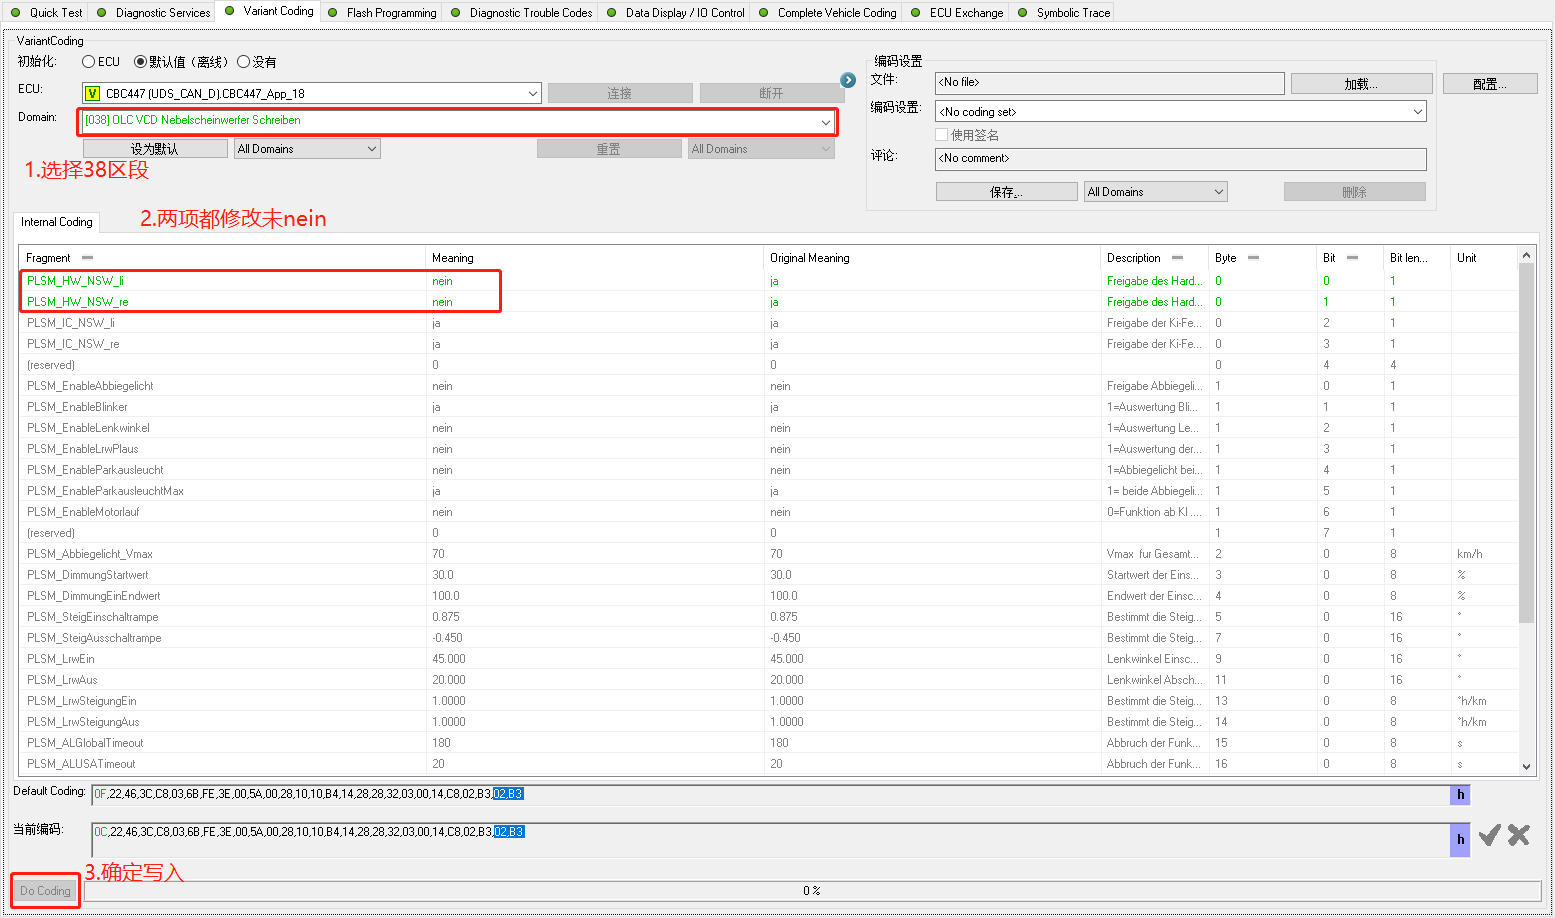 Quick Test Diagnostic Services Variant Coding Flash Programming Diagnostic Trouble Codes Data Display / IO Control Complete Vehicle Coding ECU Exchange Symbolic Trace
VariantCoding
初始化: ECU 默认值（离线） 没有
ECU: V CBC447 (UDS_CAN_D).CBC447_App_18 连接 断开
Domain: [038] OLC VCD Nebelscheinwerfer Schreiben
设为默认 All Domains 重置 All Domains
1.选择38区段
编码设置
文件: <No file> 加载... 配置...
编码设置: <No coding set>
使用签名
评论: <No comment>
保存... All Domains 删除
2.两项都修改未nein
Internal Coding
Fragment Meaning Original Meaning Description Byte Bit Bit len... Unit
PLSM_HW_NSW_li nein ja Freigabe des Hard... 0 0 1
PLSM_HW_NSW_re nein ja Freigabe des Hard... 0 1 1
PLSM_IC_NSW_li ja ja Freigabe der Ki-Fe... 0 2 1
PLSM_IC_NSW_re ja ja Freigabe der Ki-Fe... 0 3 1
(reserved) 0 0 0 4 4
PLSM_EnableAbbiegelicht nein nein Freigabe Abbiegeli... 1 0 1
PLSM_EnableBlinker ja ja 1=Auswertung Bli... 1 1 1
PLSM_EnableLenkwinkel nein nein 1=Auswertung Le... 1 2 1
PLSM_EnableLrwPlaus nein nein 1=Auswertung der... 1 3 1
PLSM_EnableParkausleucht nein nein 1=Abbiegelicht bei... 1 4 1
PLSM_EnableParkausleuchtMax ja ja 1= beide Abbiegeli... 1 5 1
PLSM_EnableMotorlauf nein nein 0=Funktion ab Kl .... 1 6 1
(reserved) 0 0 1 7 1
PLSM_Abbiegelicht_Vmax 70 70 Vmax fur Gesamt... 2 0 8 km/h
PLSM_DimmungStartwert 30.0 30.0 Startwert der Eins... 3 0 8 %
PLSM_DimmungEinEndwert 100.0 100.0 Endwert der Einsc... 4 0 8 %
PLSM_SteigEinschaltrampe 0.875 0.875 Bestimmt die Steig... 5 0 16 °
PLSM_SteigAusschaltrampe -0.450 -0.450 Bestimmt die Steig... 7 0 16 °
PLSM_LrwEin 45.000 45.000 Lenkwinkel Einsc... 9 0 16 °
PLSM_LrwAus 20.000 20.000 Lenkwinkel Absch... 11 0 16 °
PLSM_LrwSteigungEin 1.0000 1.0000 Bestimmt die Steig... 13 0 8 °h/km
PLSM_LrwSteigungAus 1.0000 1.0000 Bestimmt die Steig... 14 0 8 °h/km
PLSM_ALGlobalTimeout 180 180 Abbruch der Funk... 15 0 8 s
PLSM_ALUSATimeout 20 20 Abbruch der Funk... 16 0 8 s
Default Coding: 0F,22,46,3C,C8,03,6B,FE,3E,00,5A,00,28,10,10,B4,14,28,28,32,03,00,14,C8,02,B3,02,B3 h
当前编码: 0C,22,46,3C,C8,03,6B,FE,3E,00,5A,00,28,10,10,B4,14,28,28,32,03,00,14,C8,02,B3,02,B3 h
3.确定写入
Do Coding 0 %